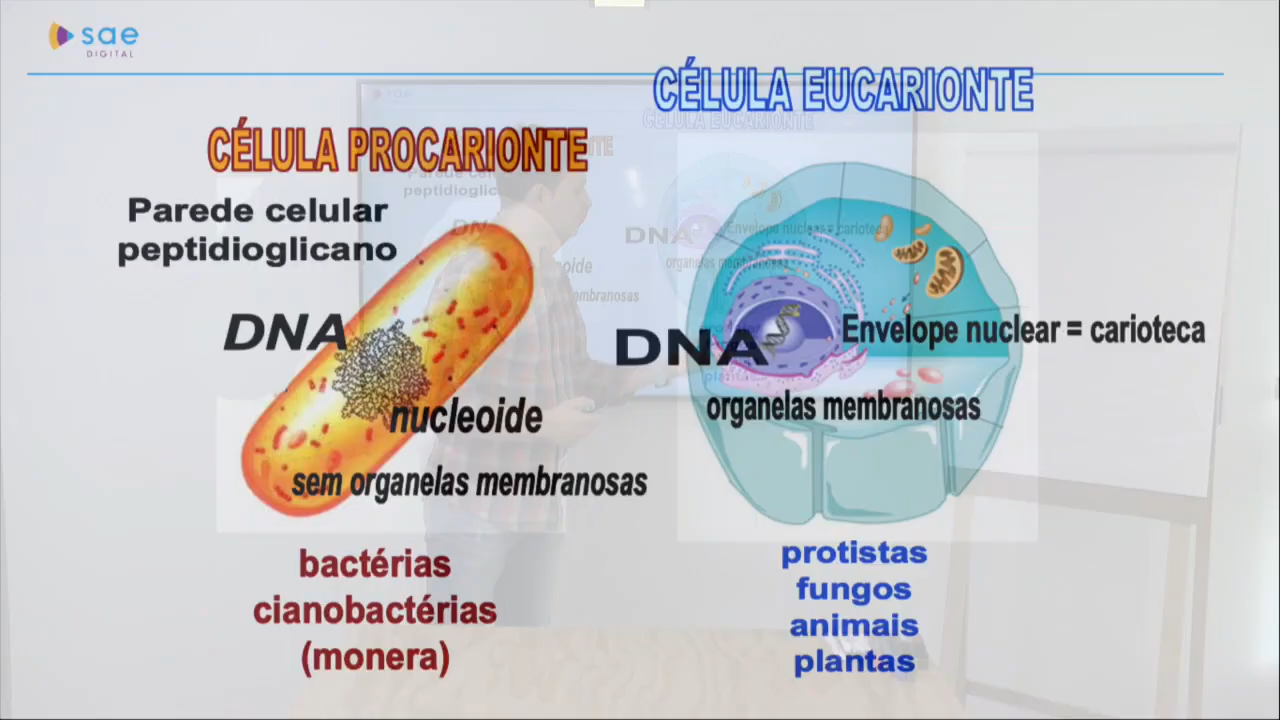 sae
DIGITAL
CÉLULA PROCARIONTE
Parede celular
peptidioglicano
DNA
nucleoide
sem organelas membranosas
bactérias
cianobactérias
(monera)
CÉLULA EUCARIONTE
DNA
Envelope nuclear = carioteca
organelas membranosas
protistas
fungos
animais
plantas